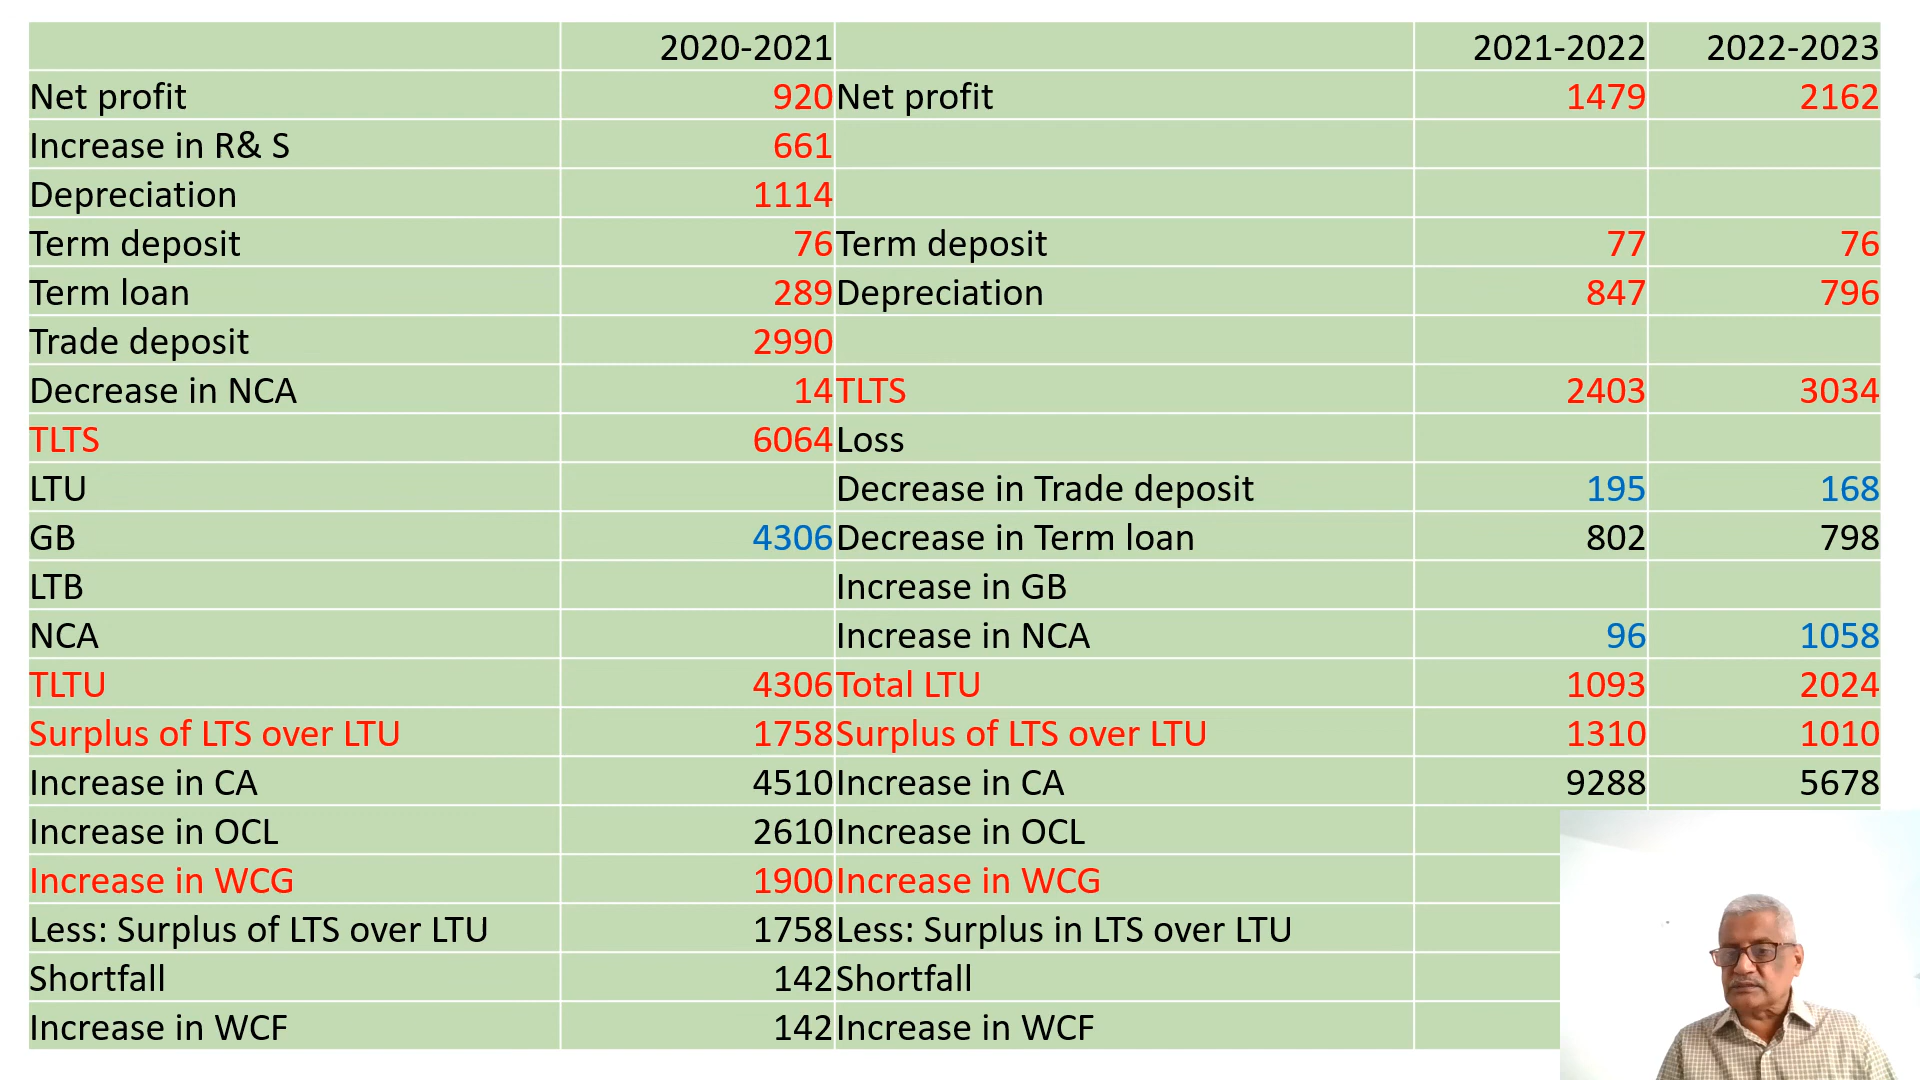 2020-2021 2021-2022 2022-2023
Net profit 920 Net profit 1479 2162
Increase in R& S 661
Depreciation 1114
Term deposit 76 Term deposit 77 76
Term loan 289 Depreciation 847 796
Trade deposit 2990
Decrease in NCA 14 TLTS 2403 3034
TLTS 6064 Loss
LTU Decrease in Trade deposit 195 168
GB 4306 Decrease in Term loan 802 798
LTB Increase in GB
NCA Increase in NCA 96 1058
TLTU 4306 Total LTU 1093 2024
Surplus of LTS over LTU 1758 Surplus of LTS over LTU 1310 1010
Increase in CA 4510 Increase in CA 9288 5678
Increase in OCL 2610 Increase in OCL
Increase in WCG 1900 Increase in WCG
Less: Surplus of LTS over LTU 1758 Less: Surplus in LTS over LTU
Shortfall 142 Shortfall
Increase in WCF 142 Increase in WCF